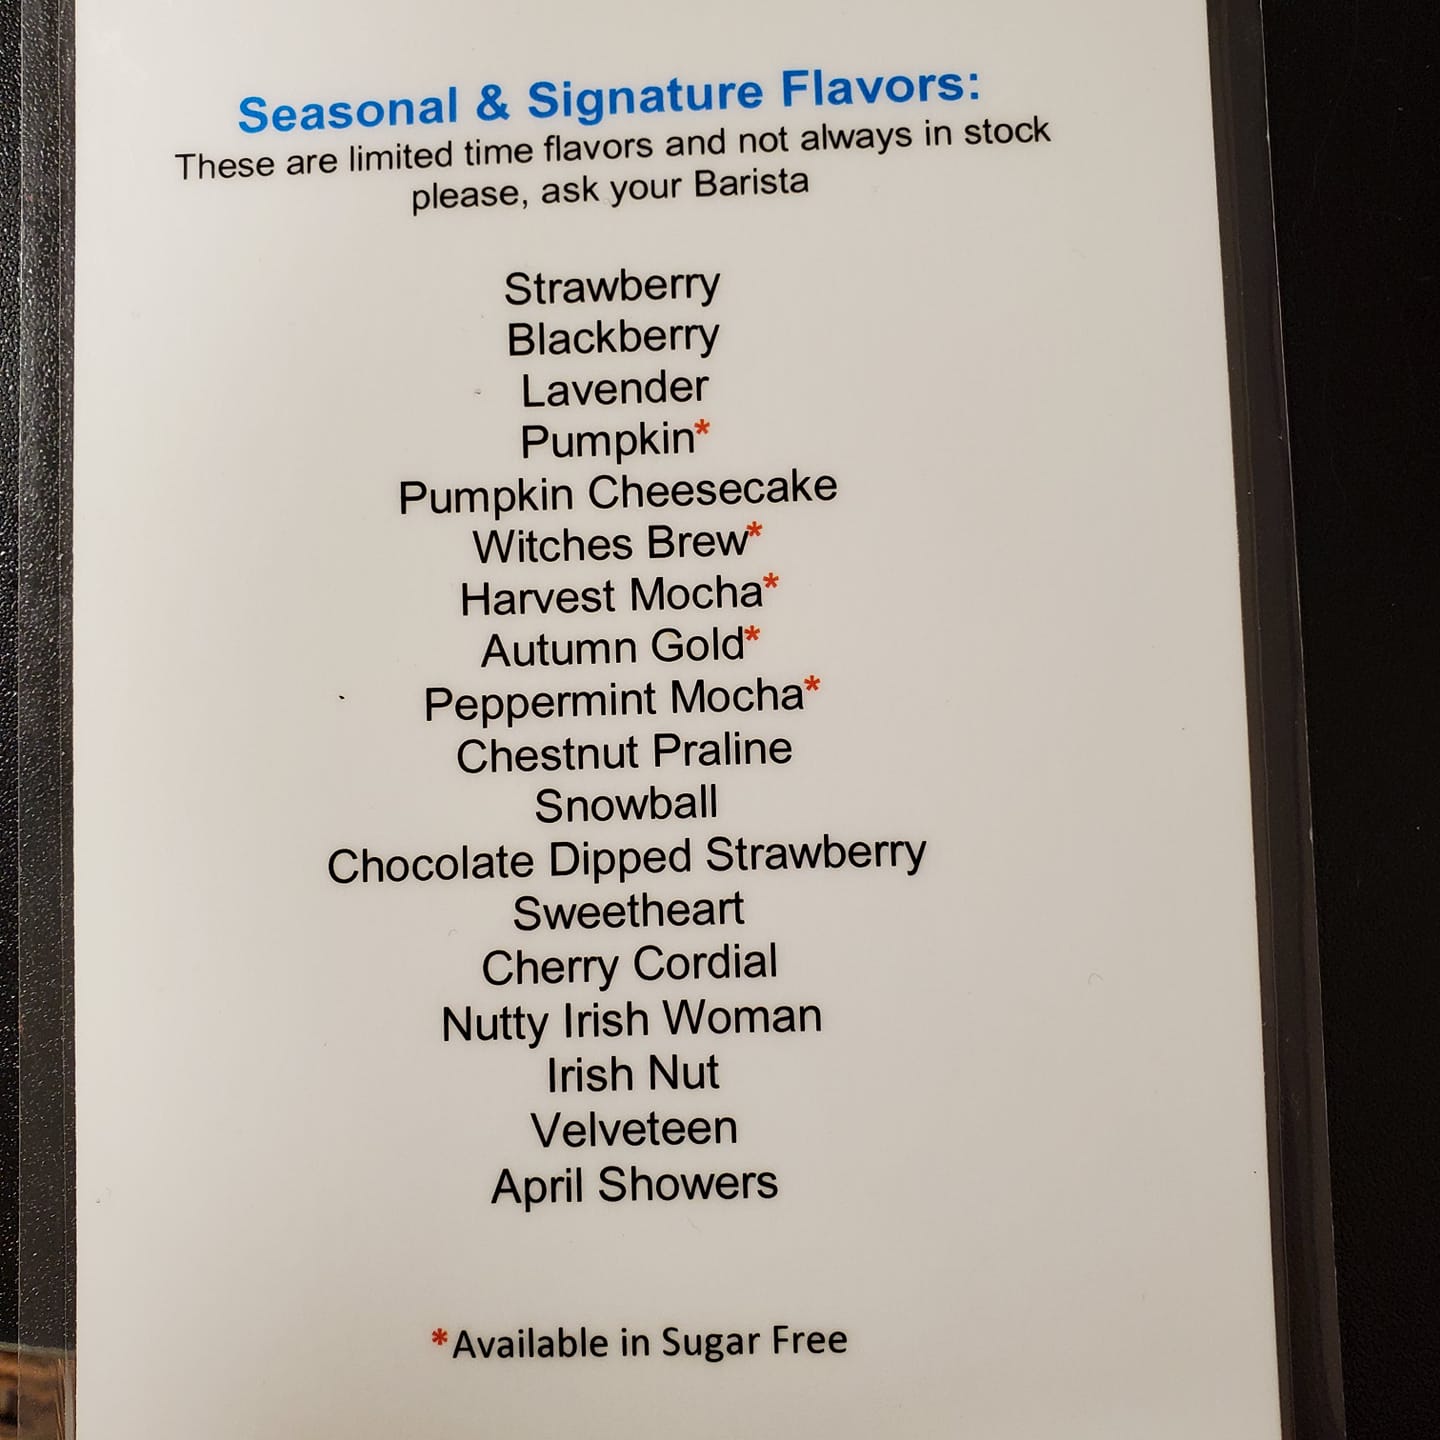 Seasonal & Signature Flavors:
These are limited time flavors and not always in stock
please, ask your Barista
Strawberry
Blackberry
Lavender
Pumpkin*
Pumpkin Cheesecake
Witches Brew*
Harvest Mocha*
Autumn Gold*
Peppermint Mocha*
Chestnut Praline
Snowball
Chocolate Dipped Strawberry
Sweetheart
Cherry Cordial
Nutty Irish Woman
Irish Nut
Velveteen
April Showers
*Available in Sugar Free